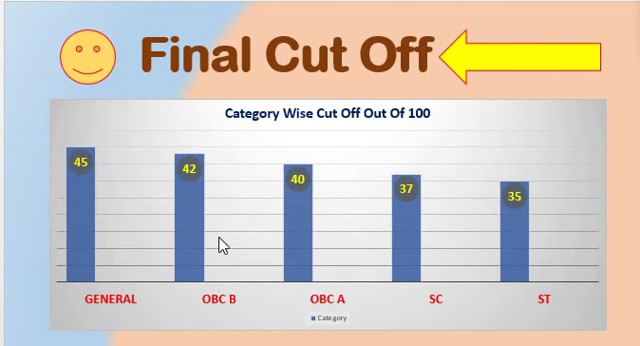 Final Cut Off
Category Wise Cut Off Out Of 100
45
42
40
37
35
GENERAL OBC B OBC A SC ST
Category